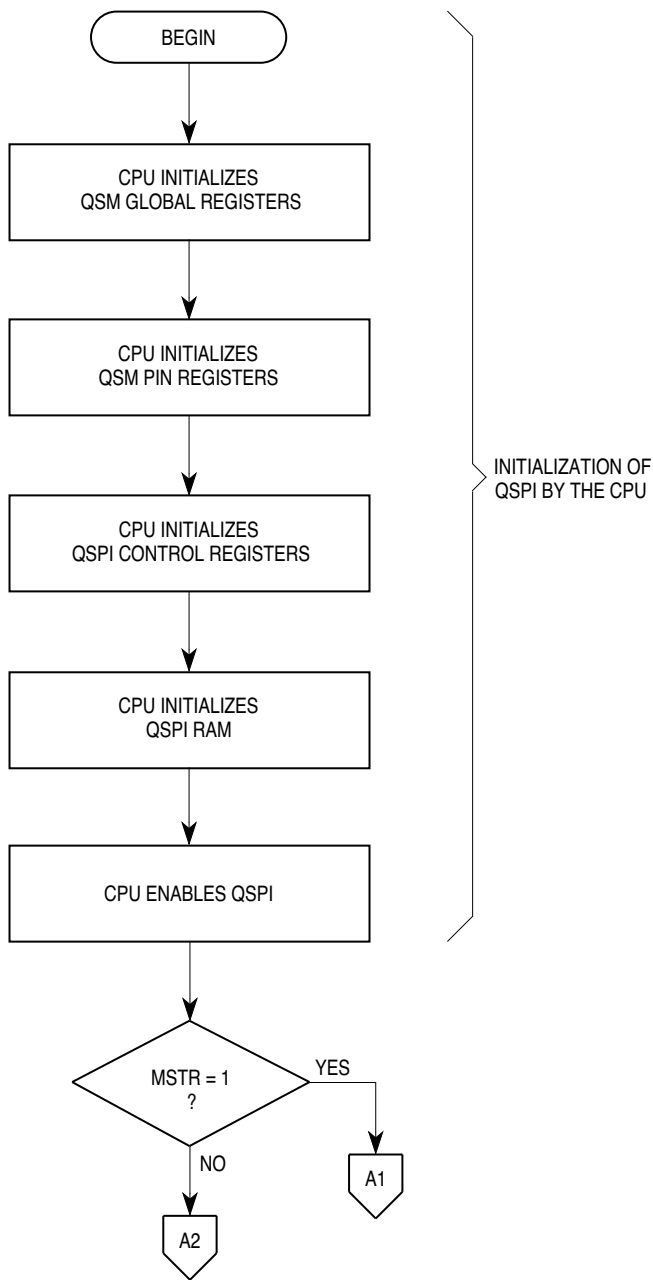 BEGIN
CPU INITIALIZES
QSM GLOBAL REGISTERS
CPU INITIALIZES
QSM PIN REGISTERS
INITIALIZATION OF
QSPI BY THE CPU
CPU INITIALIZES
QSPI CONTROL REGISTERS
CPU INITIALIZES
QSPI RAM
CPU ENABLES QSPI
MSTR = 1
?
YES
NO
A1
A2